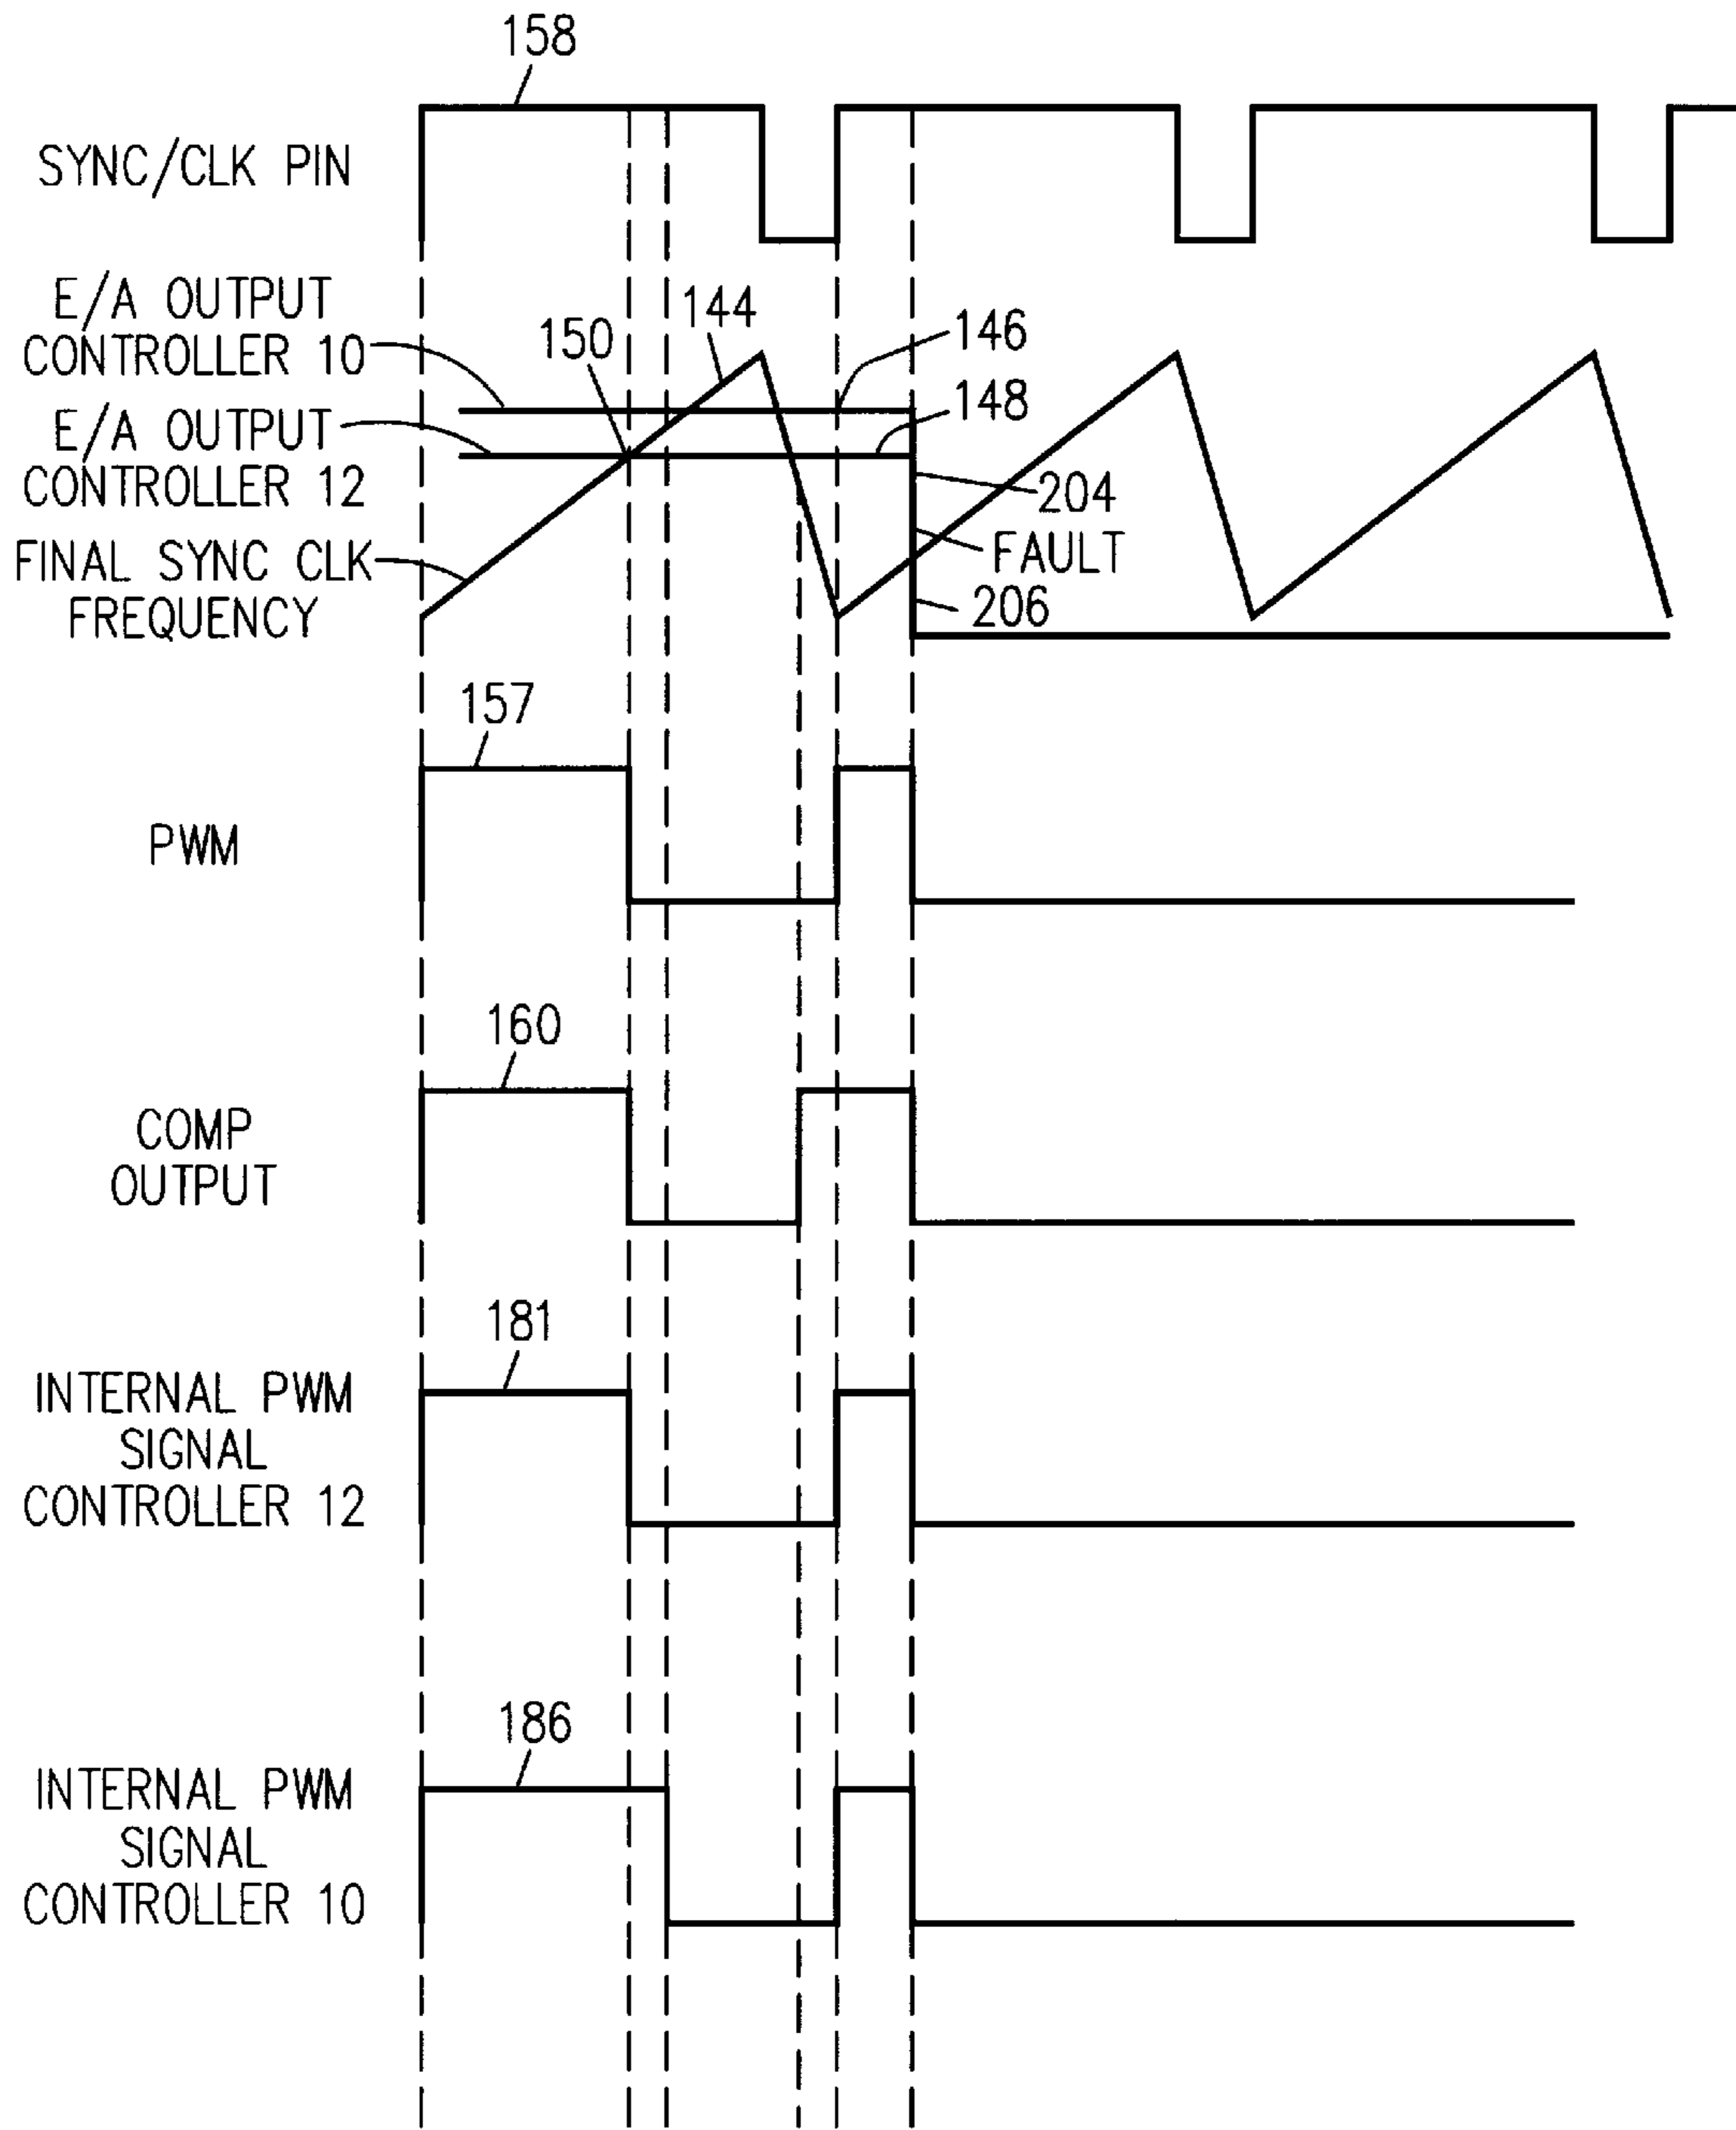 158
SYNC/CLK PIN
E/A OUTPUT
CONTROLLER 10
150
144
146
148
E/A OUTPUT
CONTROLLER 12
204
FAULT
206
FINAL SYNC CLK
FREQUENCY
157
PWM
160
COMP
OUTPUT
181
INTERNAL PWM
SIGNAL
CONTROLLER 12
186
INTERNAL PWM
SIGNAL
CONTROLLER 10